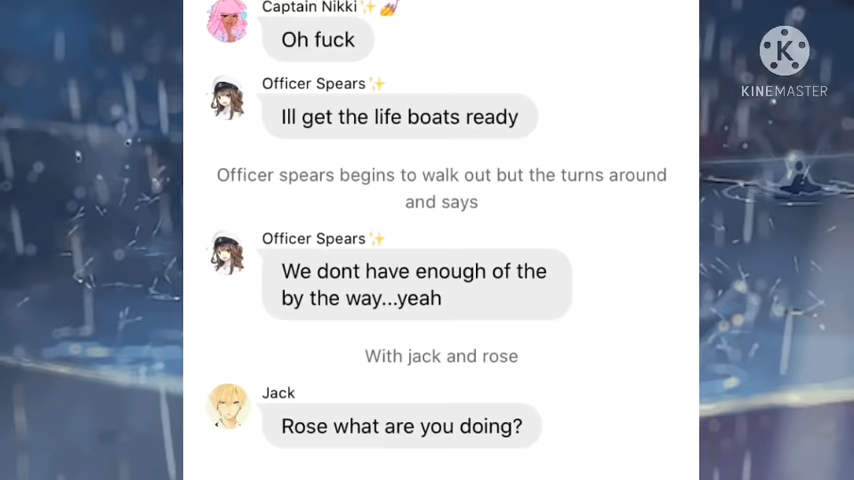 Captain Nikki✨💅
Oh fuck
KINEMASTER
Officer Spears✨
Ill get the life boats ready
Officer spears begins to walk out but the turns around
and says
Officer Spears✨
We dont have enough of the
by the way...yeah
With jack and rose
Jack
Rose what are you doing?